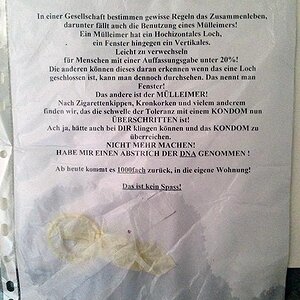 In einer Gesellschaft bestimmen gewisse Regeln das Zusammenleben,
darunter fällt auch die Benutzung eines Mülleimers!
Ein Mülleimer hat ein Hochizontales Loch,
ein Fenster hingegen ein Vertikales.
Leicht zu verwechseln
für Menschen mit einer Auffassungsgabe unter 20%!
Die anderen können dieses daran erkennen wenn das eine Loch
geschlossen ist, kann man dennoch durchsehen. Das nennt man
Fenster!
Das andere ist der MÜLLEIMER!
Nach Zigarettenkippen, Kronkorken und vielem anderem
finden wir, das die schwelle der Toleranz mit einem KONDOM nun
ÜBERSCHRITTEN ist!
Ach ja, hätte auch bei DIR klingen können und das KONDOM zu
überreichen.
NICHT MEHR MACHEN!
HABE MIR EINEN ABSTRICH DER DNA GENOMMEN !
Ab heute kommt es 1000fach zurück, in die eigene Wohnung!
Das ist kein Spass!